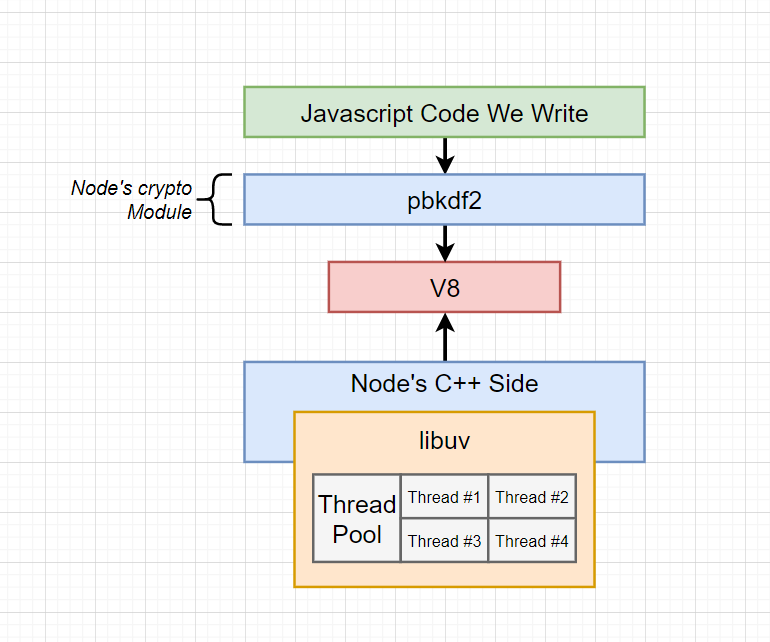 Javascript Code We Write
Node's crypto
Module
pbkdf2
V8
Node's C++ Side
libuv
Thread
Pool
Thread #1
Thread #2
Thread #3
Thread #4